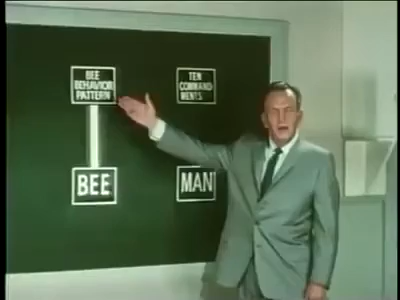 BEE
BEHAVIOR
PATTERN
TEN
COMMAND-
MENTS
BEE
MAN